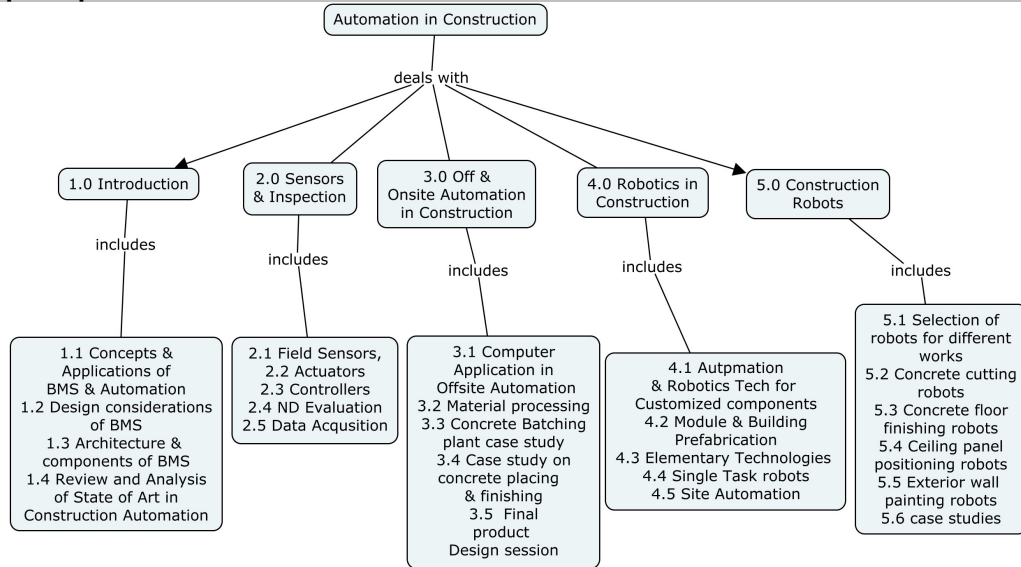 Automation in Construction
deals with
1.0 Introduction
2.0 Sensors
& Inspection
3.0 Off &
Onsite Automation
in Construction
4.0 Robotics in
Construction
5.0 Construction
Robots
includes
includes
includes
includes
includes
1.1 Concepts &
Applications of
BMS & Automation
1.2 Design considerations
of BMS
1.3 Architecture &
components of BMS
1.4 Review and Analysis
of State of Art in
Construction Automation
2.1 Field Sensors,
2.2 Actuators
2.3 Controllers
2.4 ND Evaluation
2.5 Data Acqusition
3.1 Computer
Application in
Offsite Automation
3.2 Material processing
3.3 Concrete Batching
plant case study
3.4 Case study on
concrete placing
& finishing
3.5 Final
product
Design session
4.1 Autpmation
& Robotics Tech for
Customized components
4.2 Module & Building
Prefabrication
4.3 Elementary Technologies
4.4 Single Task robots
4.5 Site Automation
5.1 Selection of
robots for different
works
5.2 Concrete cutting
robots
5.3 Concrete floor
finishing robots
5.4 Ceiling panel
positioning robots
5.5 Exterior wall
painting robots
5.6 case studies